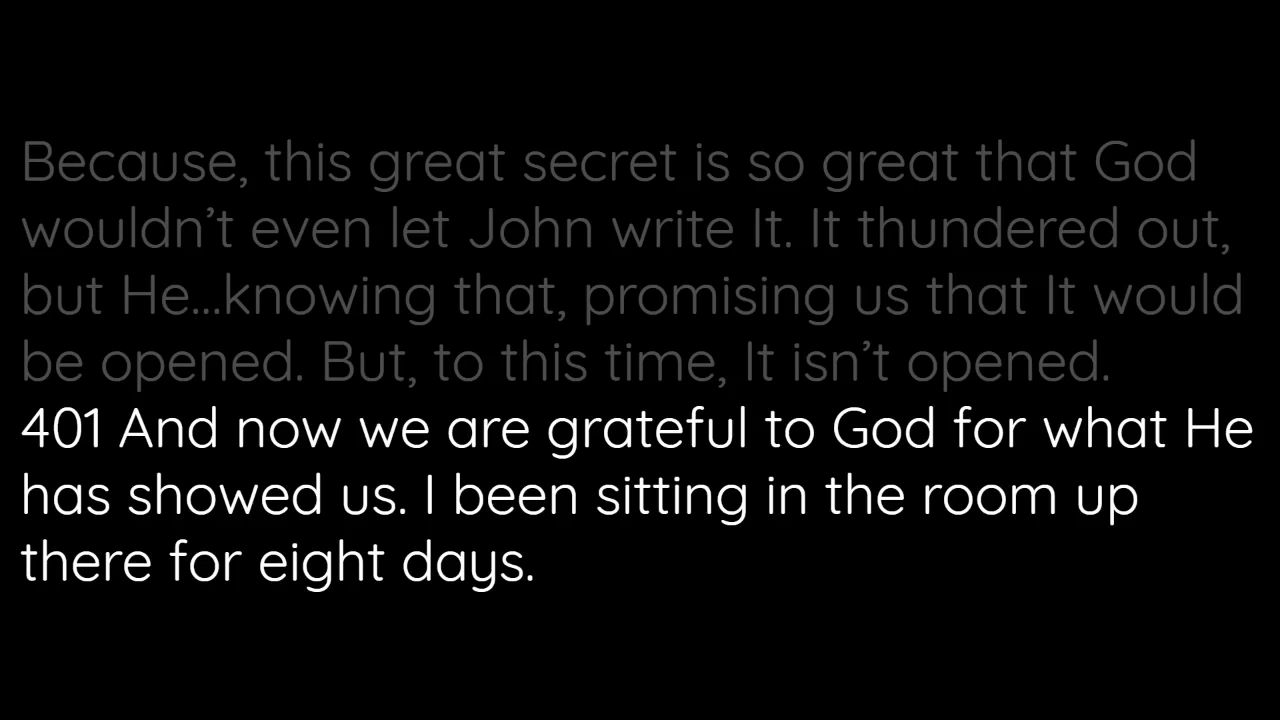 Because, this great secret is so great that God
wouldn’t even let John write It. It thundered out,
but He...knowing that, promising us that It would
be opened. But, to this time, It isn’t opened.
401 And now we are grateful to God for what He
has showed us. I been sitting in the room up
there for eight days.